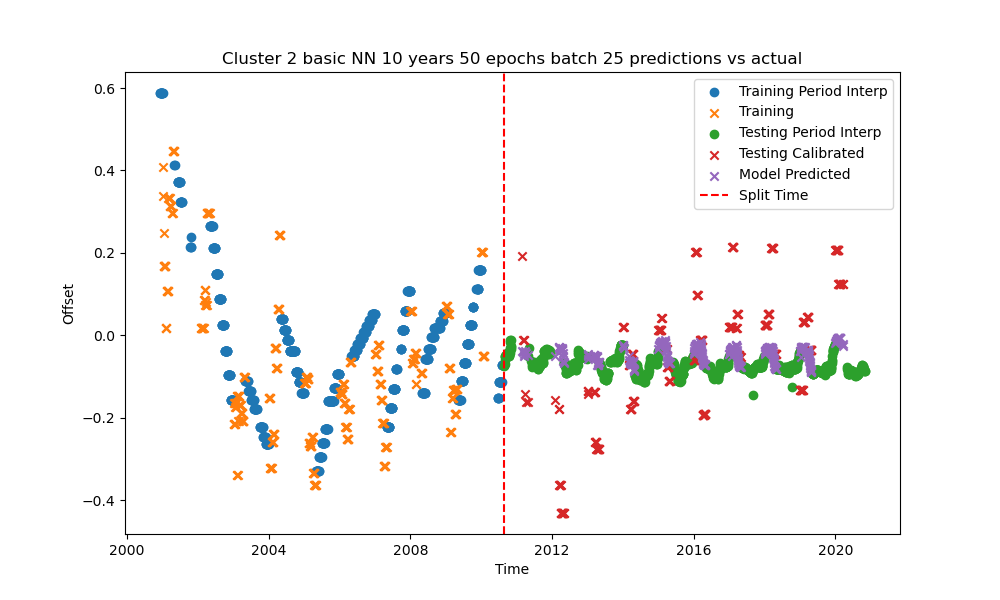 Cluster 2 basic NN 10 years 50 epochs batch 25 predictions vs actual
0.6
0.4
0.2
0.0
−0.2
−0.4
Offset
Training Period Interp
Training
Testing Period Interp
Testing Calibrated
Model Predicted
Split Time
2000
2004
2008
2012
2016
2020
Time